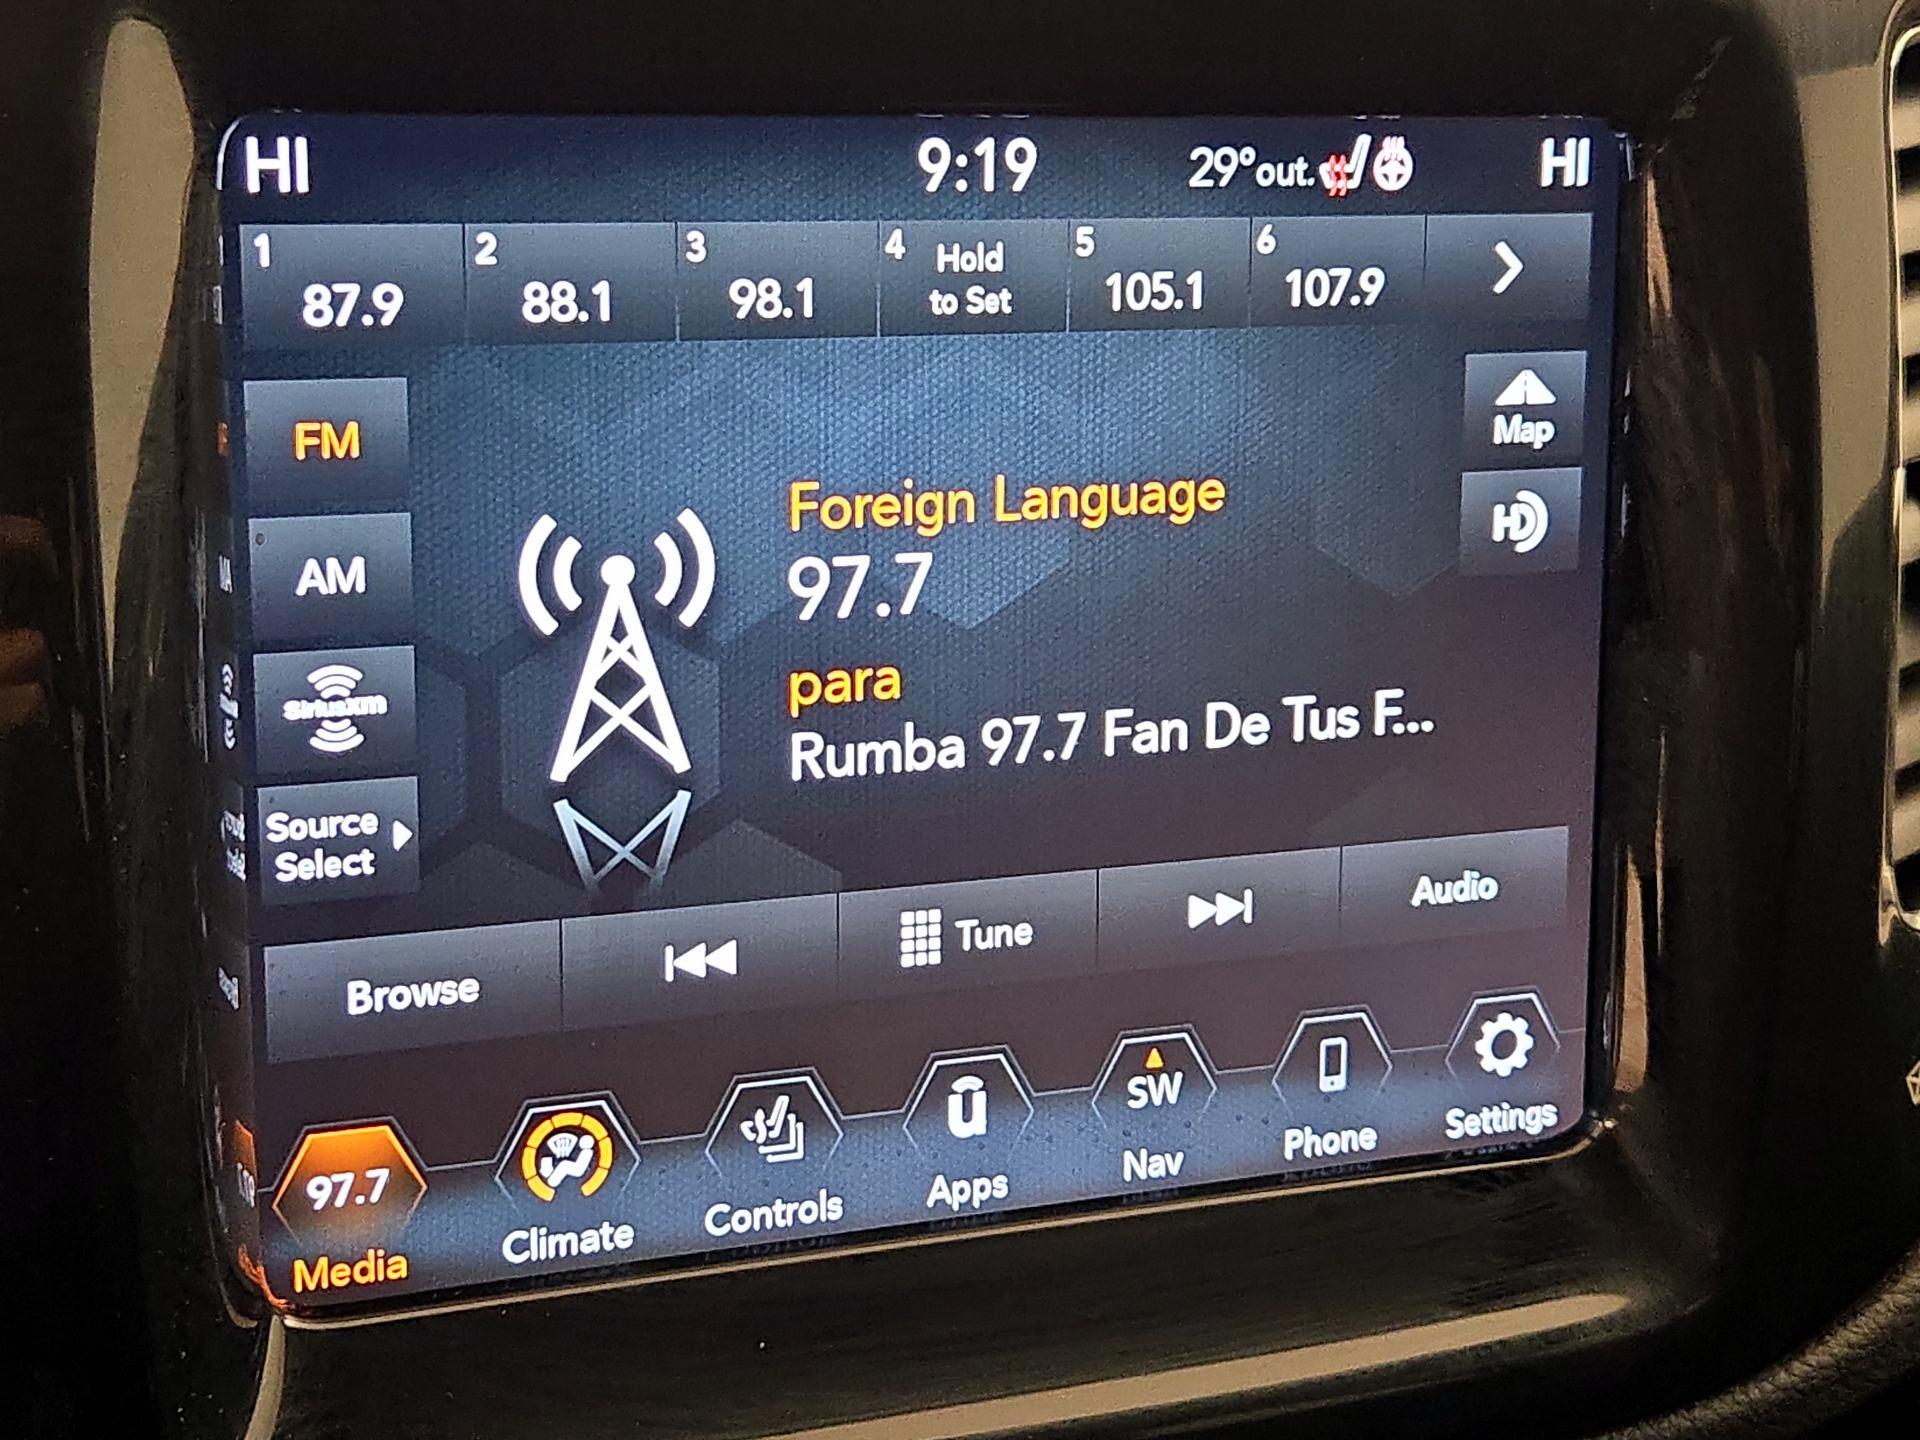 HI
9:19
29°out.
HI
1
87.9
2
88.1
3
98.1
4
Hold
to Set
5
105.1
6
107.9
FM
AM
SiriusXM
Source
Select
Foreign Language
97.7
para
Rumba 97.7 Fan De Tus F...
Map
HD
Browse
Tune
Audio
97.7
Media
Climate
Controls
u
Apps
SW
Nav
Phone
Settings